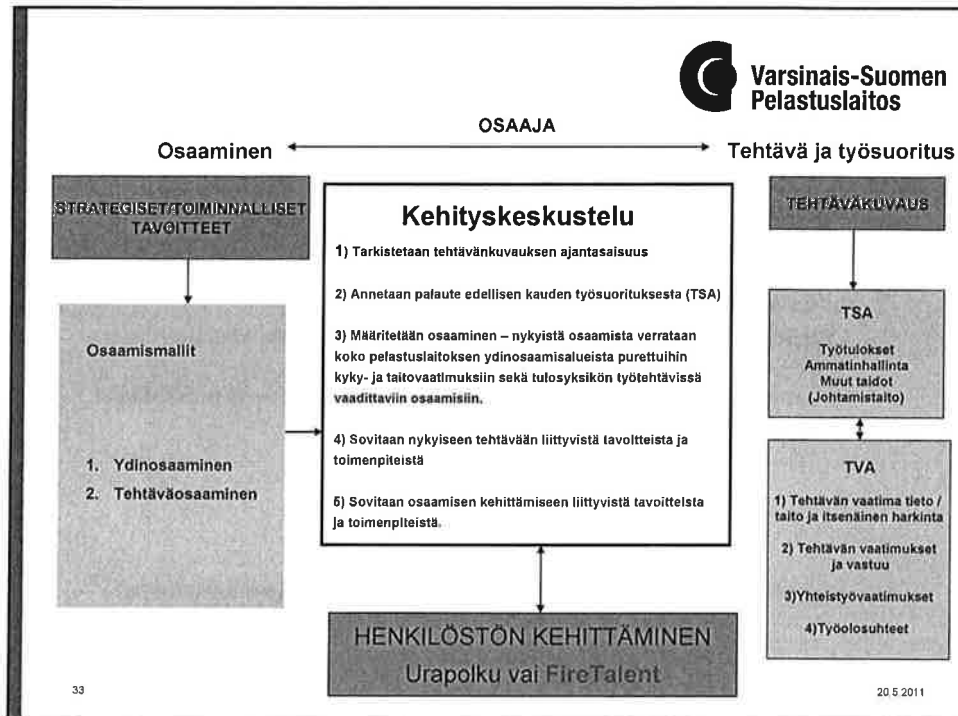 Varsinais-Suomen
Pelastuslaitos
OSAAJA
Osaaminen
Tehtävä ja työsuoritus
STRATEGISET/TOIMINNALLISET
TAVOITTEET
Osaamismallit
1. Ydinosaaminen
2. Tehtäväosaaminen
Kehityskeskustelu
1) Tarkistetaan tehtävänkuvauksen ajantasaisuus
2) Annetaan palaute edellisen kauden työsuorituksesta (TSA)
3) Määritetään osaaminen – nykyistä osaamista verrataan
koko pelastuslaitoksen ydinosaamisalueista purettuihin
kyky- ja taitovaatimuksiin sekä tulosyksikön työtehtävissä
vaadittaviin osaamisiin.
4) Sovitaan nykyiseen tehtävään liittyvistä tavoitteista ja
toimenpiteistä
5) Sovitaan osaamisen kehittämiseen liittyvistä tavoitteista
ja toimenpiteistä.
HENKILÖSTÖN KEHITTÄMINEN
Urapolku vai FireTalent
TEHTÄVÄKUVAUS
TSA
Työtulokset
Ammatinhallinta
Muut taidot
(Johtamistaito)
TVA
1) Tehtävän vaatima tieto /
taito ja itsenäinen harkinta
2) Tehtävän vaatimukset
ja vastuu
3)Yhteistyövaatimukset
4)Työolosuhteet
33
20.5.2011